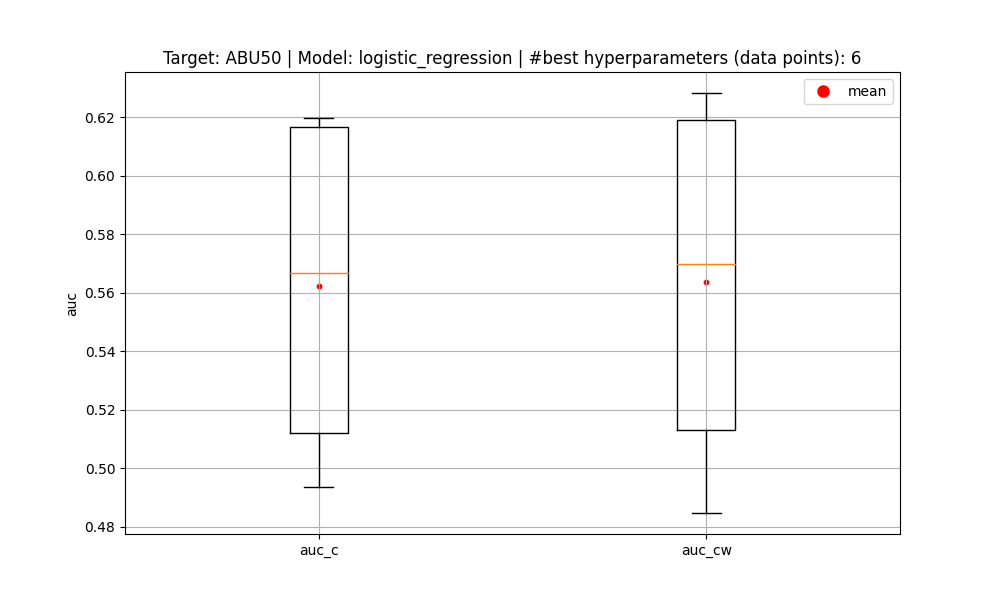 Target: ABU50 | Model: logistic_regression | #best hyperparameters (data points): 6
mean
0.62
0.60
0.58
0.56
0.54
0.52
0.50
0.48
auc
auc_c
auc_cw